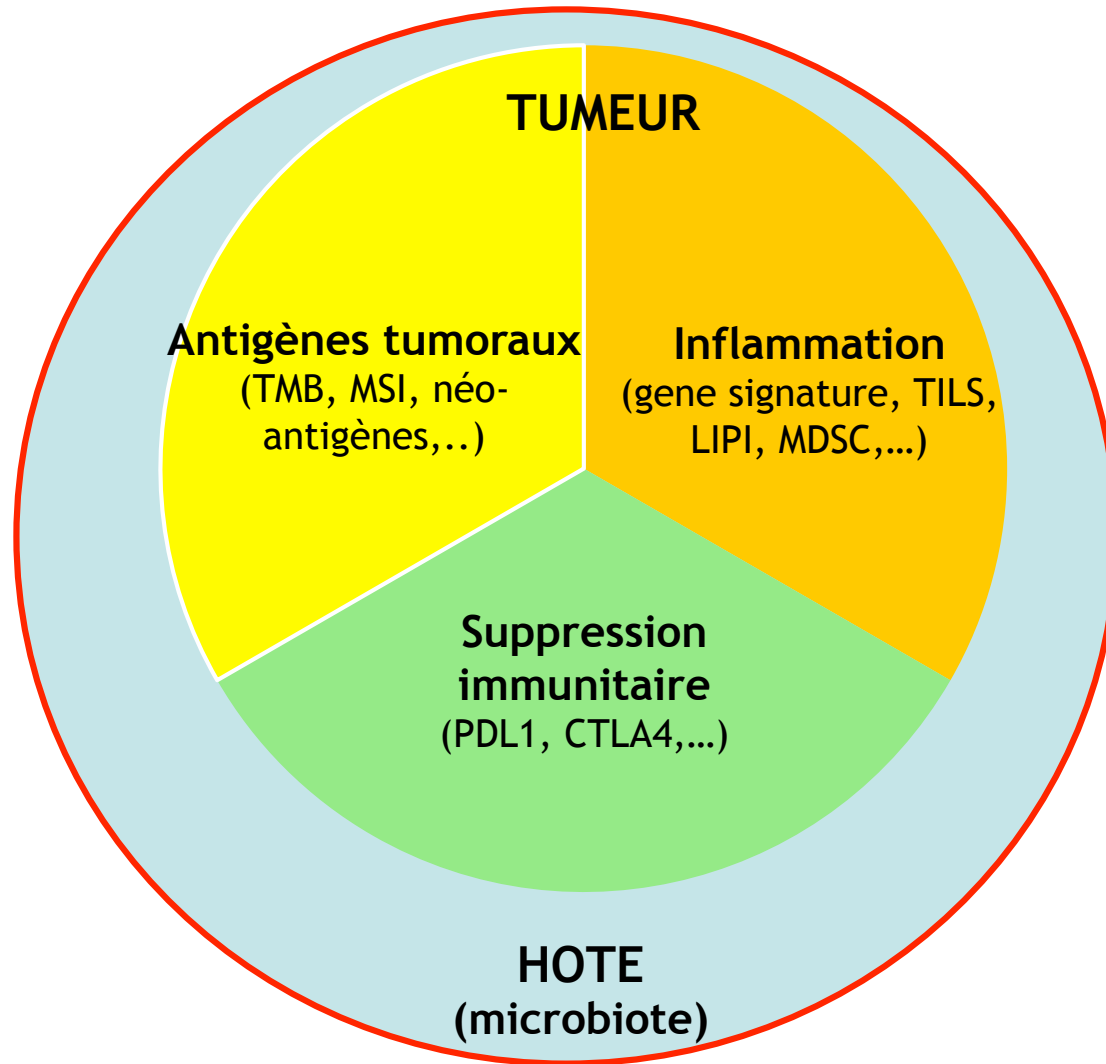 TUMEUR
Antigènes tumoraux
(TMB, MSI, néo-
antigènes,..)
Inflammation
(gene signature, TILS,
LIPI, MDSC,…)
Suppression
immunitaire
(PDL1, CTLA4,…)
HOTE
(microbiote)